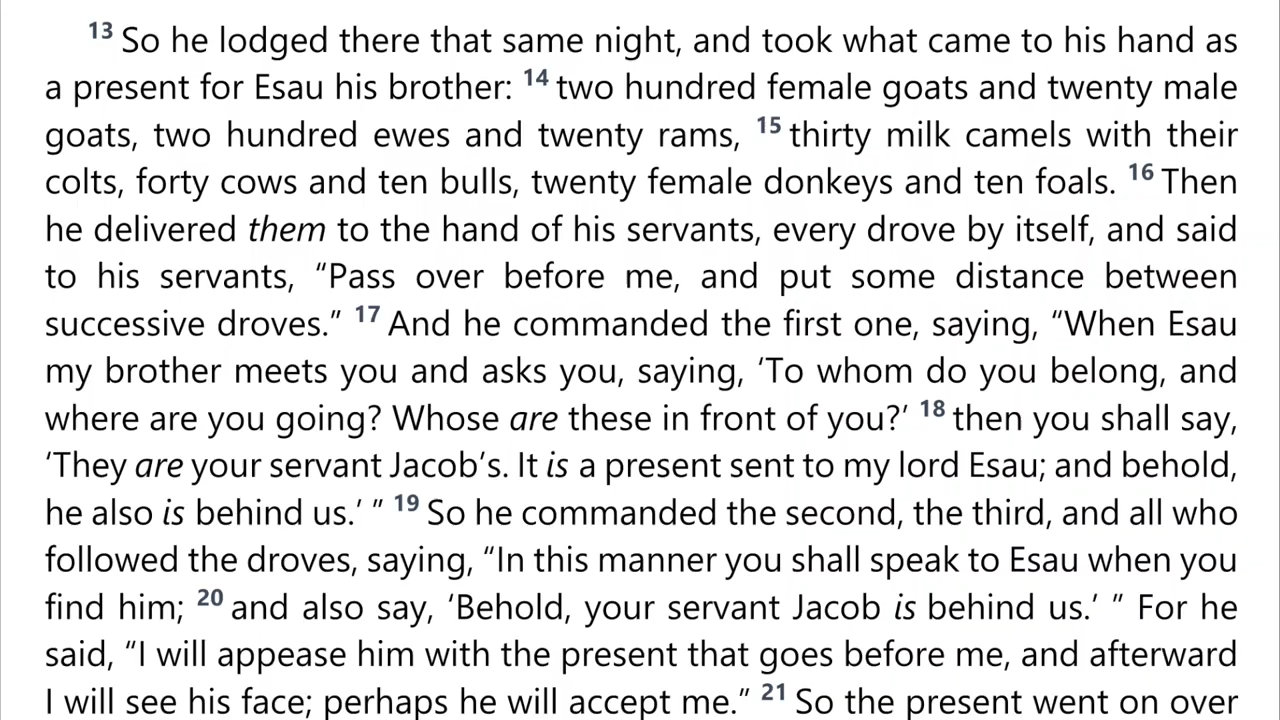 13 So he lodged there that same night, and took what came to his hand as
a present for Esau his brother: 14 two hundred female goats and twenty male
goats, two hundred ewes and twenty rams, 15 thirty milk camels with their
colts, forty cows and ten bulls, twenty female donkeys and ten foals. 16 Then
he delivered them to the hand of his servants, every drove by itself, and said
to his servants, “Pass over before me, and put some distance between
successive droves.” 17 And he commanded the first one, saying, “When Esau
my brother meets you and asks you, saying, ‘To whom do you belong, and
where are you going? Whose are these in front of you?’ 18 then you shall say,
‘They are your servant Jacob’s. It is a present sent to my lord Esau; and behold,
he also is behind us.’ ” 19 So he commanded the second, the third, and all who
followed the droves, saying, “In this manner you shall speak to Esau when you
find him; 20 and also say, ‘Behold, your servant Jacob is behind us.’ ” For he
said, “I will appease him with the present that goes before me, and afterward
I will see his face; perhaps he will accept me.” 21 So the present went on over